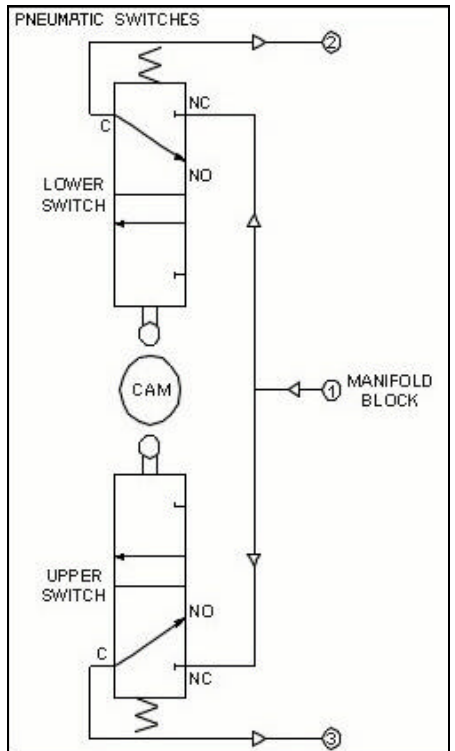 PNEUMATIC SWITCHES
2
NC
C
NO
LOWER
SWITCH
CAM
1
MANIFOLD
BLOCK
UPPER
SWITCH
NO
C
NC
3